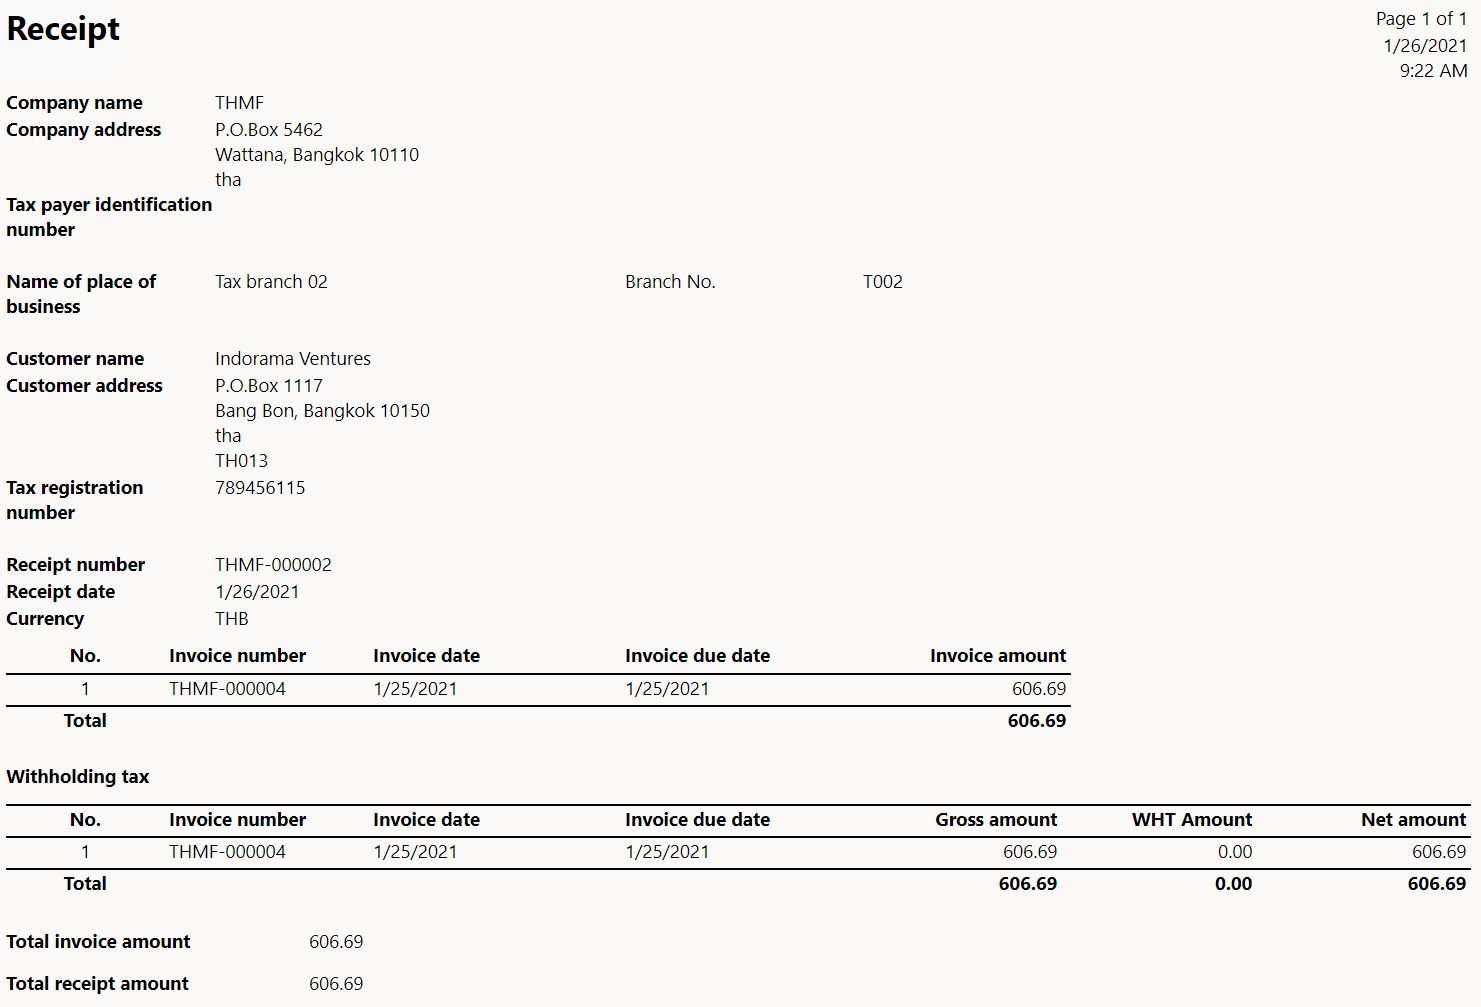 Receipt
Page 1 of 1
1/26/2021
9:22 AM
Company name THMF
Company address P.O.Box 5462
Wattana, Bangkok 10110
tha
Tax payer identification
number
Name of place of Tax branch 02 Branch No. T002
business
Customer name Indorama Ventures
Customer address P.O.Box 1117
Bang Bon, Bangkok 10150
tha
TH013
Tax registration 789456115
number
Receipt number THMF-000002
Receipt date 1/26/2021
Currency THB
No. Invoice number Invoice date Invoice due date Invoice amount
1 THMF-000004 1/25/2021 1/25/2021 606.69
Total 606.69
Withholding tax
No. Invoice number Invoice date Invoice due date Gross amount WHT Amount Net amount
1 THMF-000004 1/25/2021 1/25/2021 606.69 0.00 606.69
Total 606.69 0.00 606.69
Total invoice amount 606.69
Total receipt amount 606.69